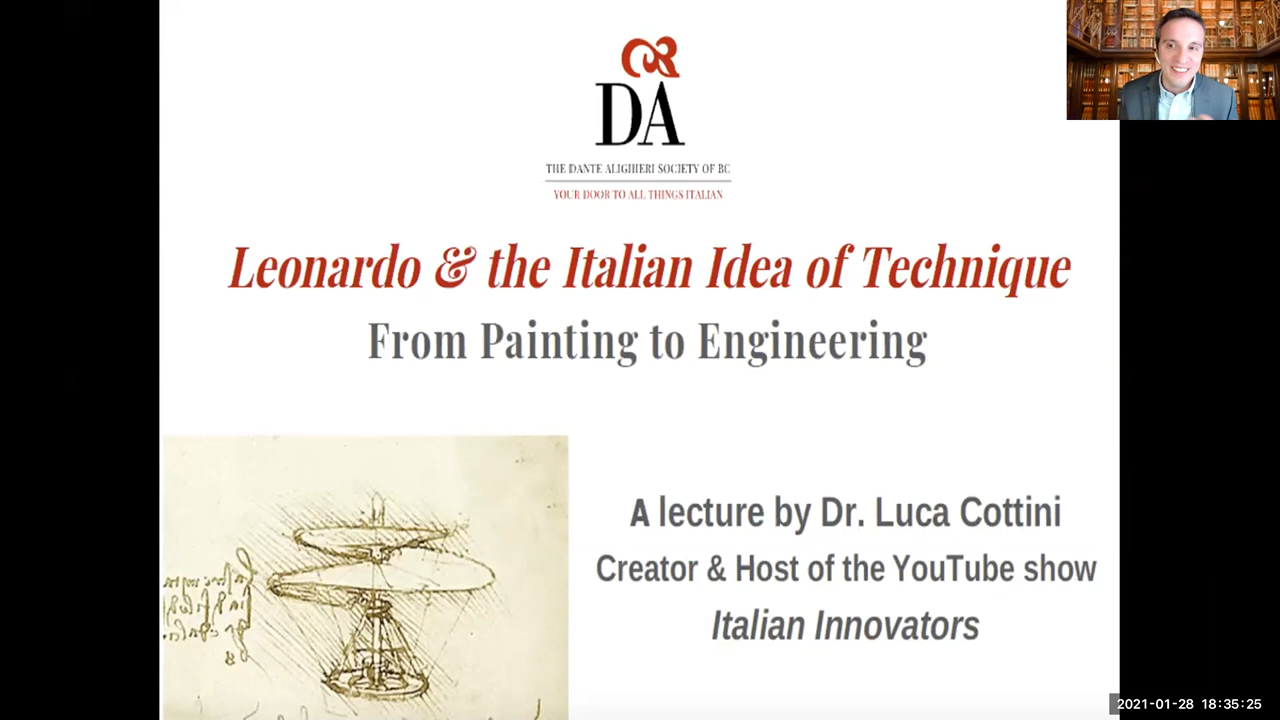 DA
THE DANTE ALIGHIERI SOCIETY OF BC
YOUR DOOR TO ALL THINGS ITALIAN
Leonardo & the Italian Idea of Technique
From Painting to Engineering
A lecture by Dr. Luca Cottini
Creator & Host of the YouTube show
Italian Innovators
2021-01-28 18:35:25